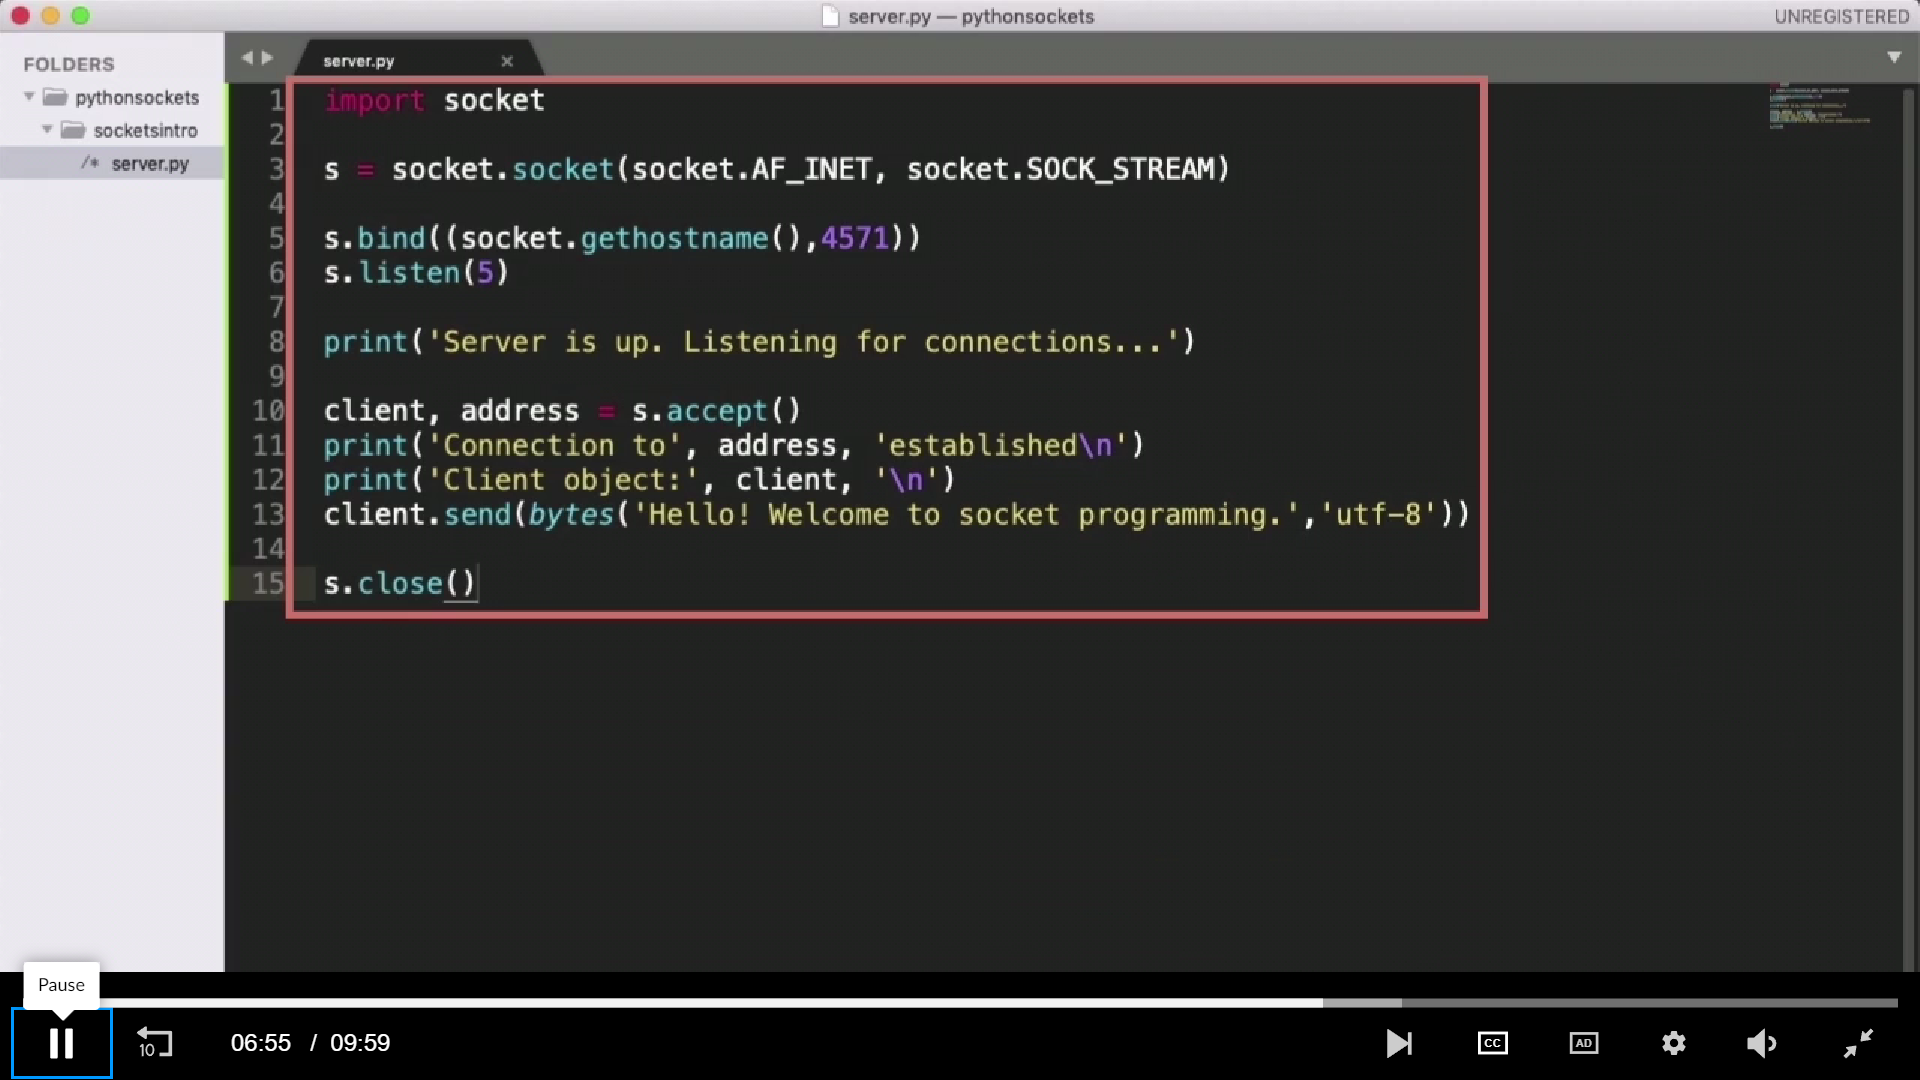 server.py — pythonsockets
UNREGISTERED
FOLDERS
pythonsockets
socketsintro
/* server.py
server.py
1 import socket
2
3 s = socket.socket(socket.AF_INET, socket.SOCK_STREAM)
4
5 s.bind((socket.gethostname(),4571))
6 s.listen(5)
7
8 print('Server is up. Listening for connections...')
9
10 client, address = s.accept()
11 print('Connection to', address, 'established\n')
12 print('Client object:', client, '\n')
13 client.send(bytes('Hello! Welcome to socket programming.','utf-8'))
14
15 s.close()
Pause
10
06:55 / 09:59
CC
AD